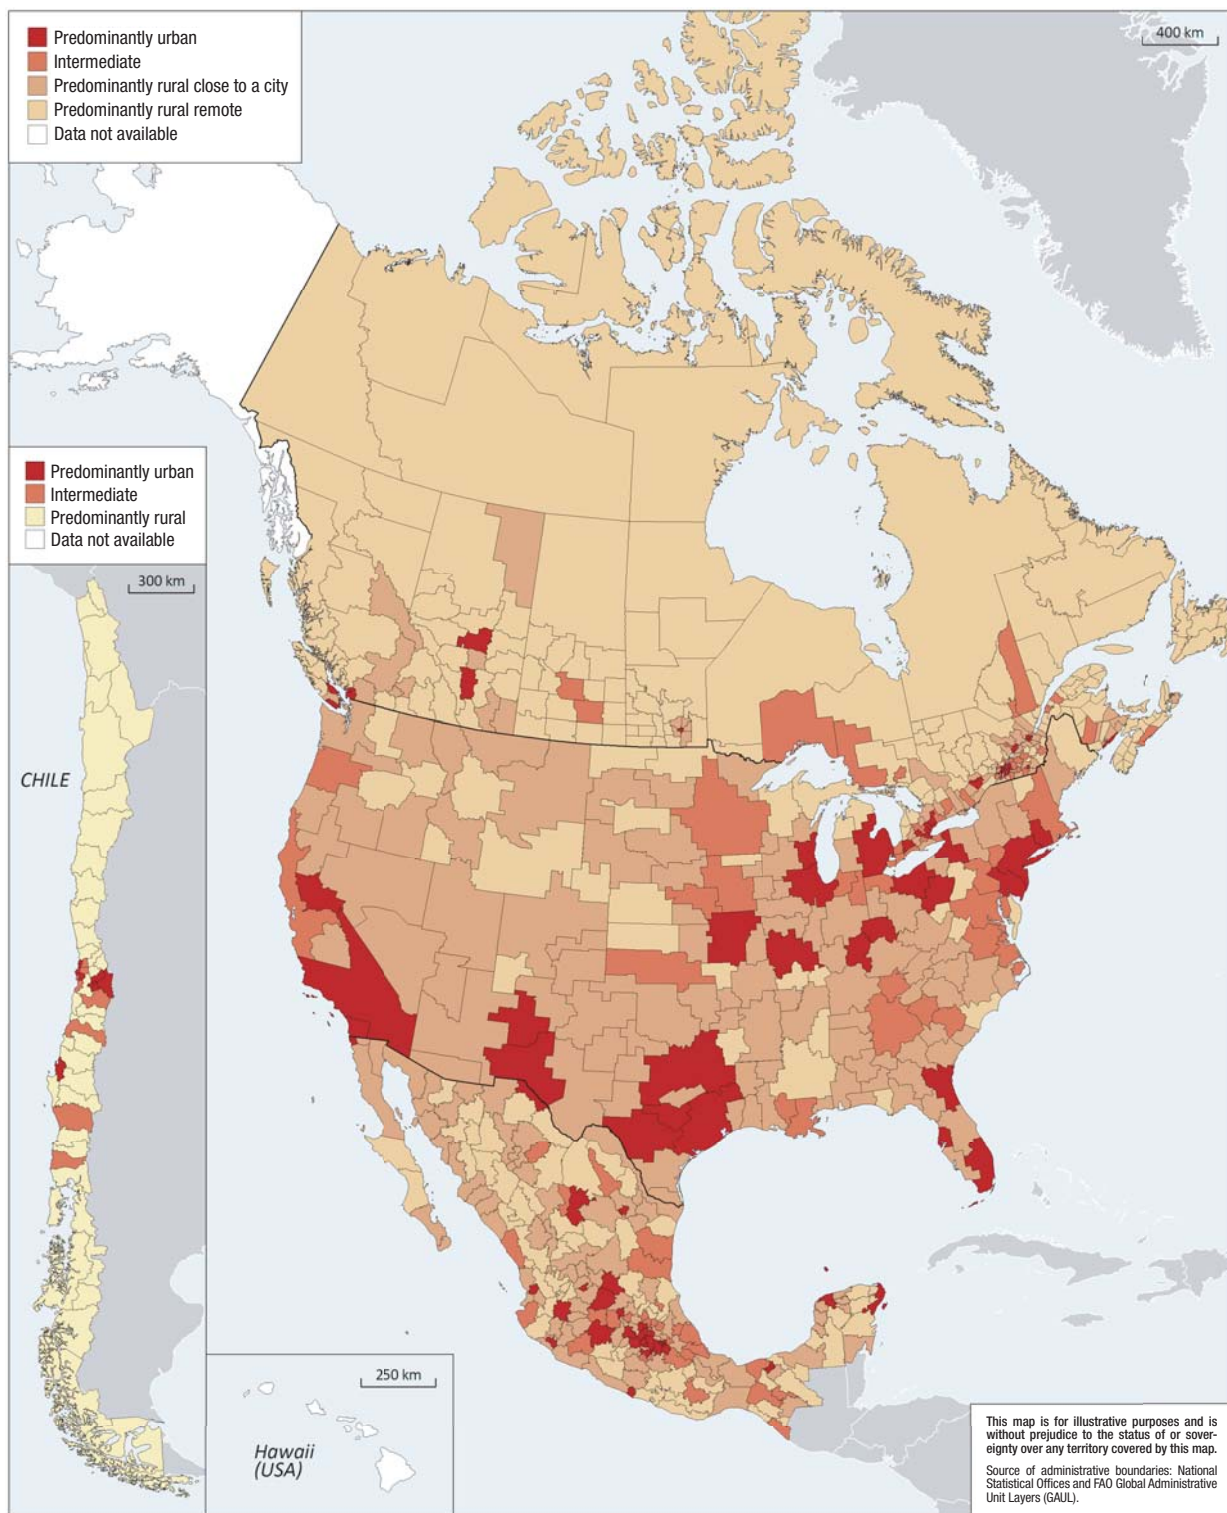 Predominantly urban
Intermediate
Predominantly rural close to a city
Predominantly rural remote
Data not available
400 km
Predominantly urban
Intermediate
Predominantly rural
Data not available
300 km
CHILE
250 km
Hawaii
(USA)
This map is for illustrative purposes and is
without prejudice to the status of or sover-
eignty over any territory covered by this map.
Source of administrative boundaries: National
Statistical Offices and FAO Global Administrative
Unit Layers (GAUL).